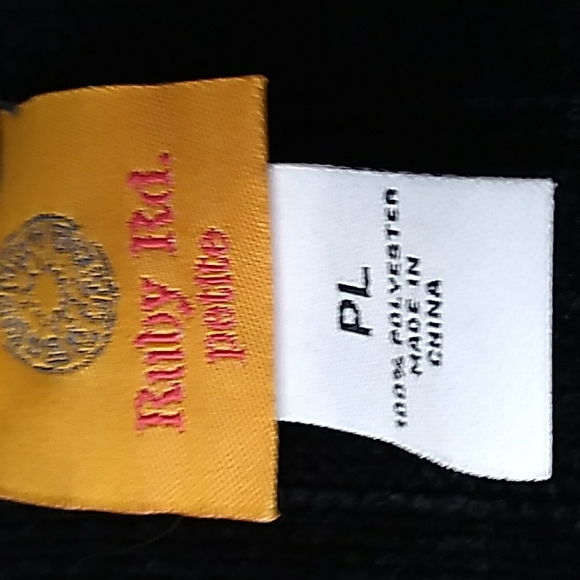 Ruby Rd.
petite
PL
100% POLYESTER
MADE IN
CHINA